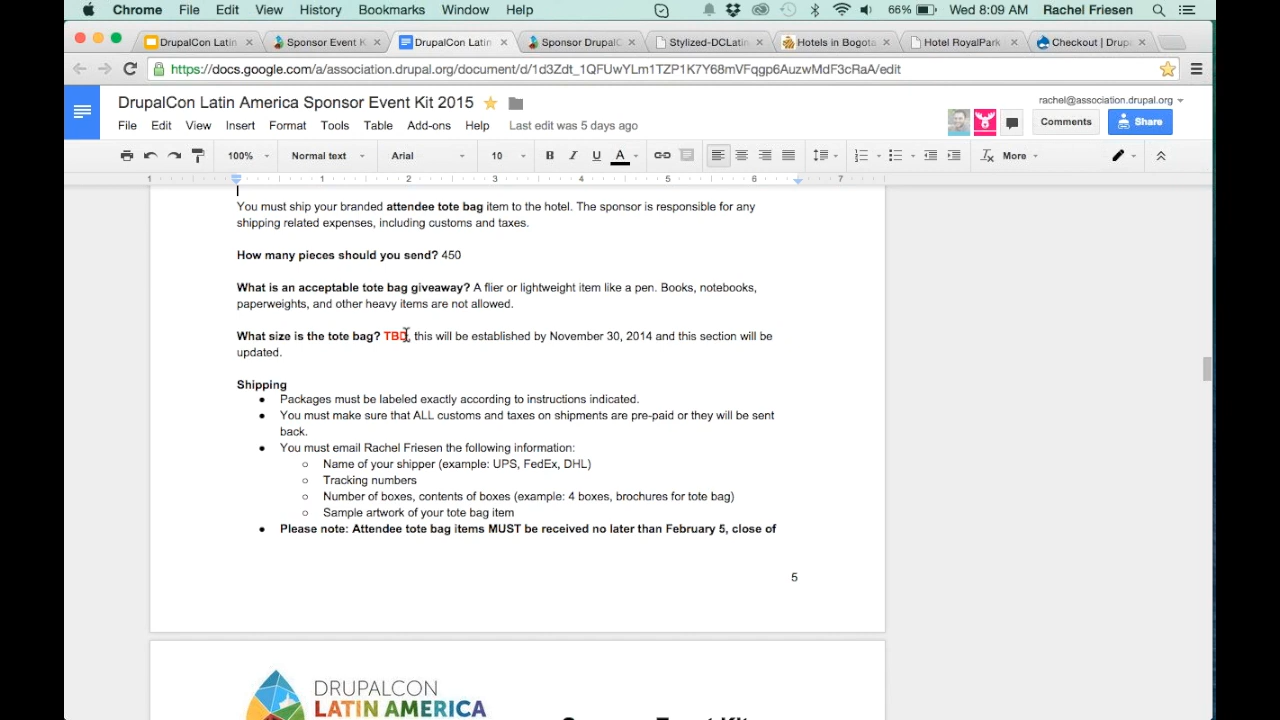 Chrome File Edit View History Bookmarks Window Help 66% Wed 8:09 AM Rachel Friesen
DrupalCon Latin Sponsor Event K DrupalCon Latin Sponsor DrupalC Stylized-DCLatin Hotels in Bogota Hotel RoyalPark Checkout | Drup
https://docs.google.com/a/association.drupal.org/document/d/1d3Zdt_1QFUwYLm1TZP1K7Y68mVFqgp6AuzwMdF3cRaA/edit
DrupalCon Latin America Sponsor Event Kit 2015
rachel@association.drupal.org
File Edit View Insert Format Tools Table Add-ons Help Last edit was 5 days ago
Comments Share
100% Normal text Arial 10 B I U A More
1 1 2 3 4 5 6 7
You must ship your branded attendee tote bag item to the hotel. The sponsor is responsible for any
shipping related expenses, including customs and taxes.
How many pieces should you send? 450
What is an acceptable tote bag giveaway? A flier or lightweight item like a pen. Books, notebooks,
paperweights, and other heavy items are not allowed.
What size is the tote bag? TBD, this will be established by November 30, 2014 and this section will be
updated.
Shipping
● Packages must be labeled exactly according to instructions indicated.
● You must make sure that ALL customs and taxes on shipments are pre-paid or they will be sent
back.
● You must email Rachel Friesen the following information:
○ Name of your shipper (example: UPS, FedEx, DHL)
○ Tracking numbers
○ Number of boxes, contents of boxes (example: 4 boxes, brochures for tote bag)
○ Sample artwork of your tote bag item
● Please note: Attendee tote bag items MUST be received no later than February 5, close of
5
DRUPALCON
LATIN AMERICA
Sponsor Event Kit